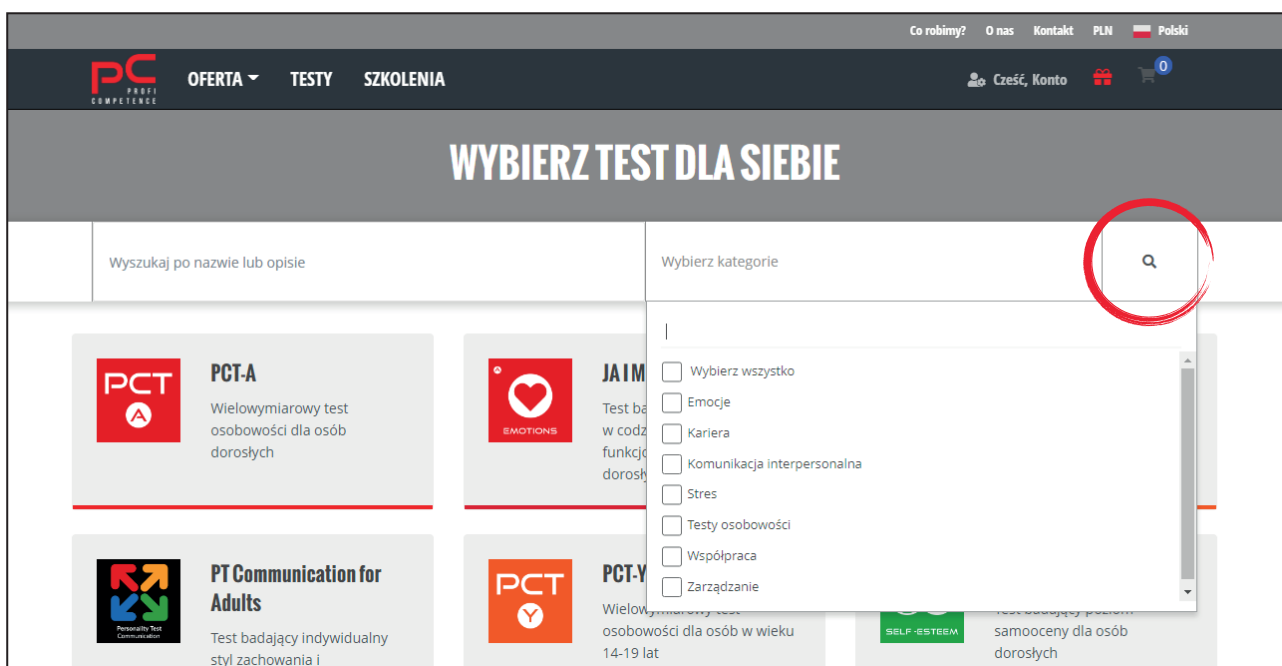 Co robimy? O nas Kontakt PLN Polski
PC
PROFI
COMPETENCE
OFERTA TESTY SZKOLENIA
Cześć, Konto 0
WYBIERZ TEST DLA SIEBIE
Wyszukaj po nazwie lub opisie
Wybierz kategorie
Wybierz wszystko
Emocje
Kariera
Komunikacja interpersonalna
Stres
Testy osobowości
Współpraca
Zarządzanie
PCT
A
PCT-A
Wielowymiarowy test
osobowości dla osób
dorosłych
EMOTIONS
JA I M
Test ba
w codz
funkcjo
dorosły
Personality Test
Communication
PT Communication for
Adults
Test badający indywidualny
styl zachowania i
PCT
Y
PCT-Y
Wielowymiarowy test
osobowości dla osób w wieku
14-19 lat
SELF-ESTEEM
Test badający poziom
samooceny dla osób
dorosłych